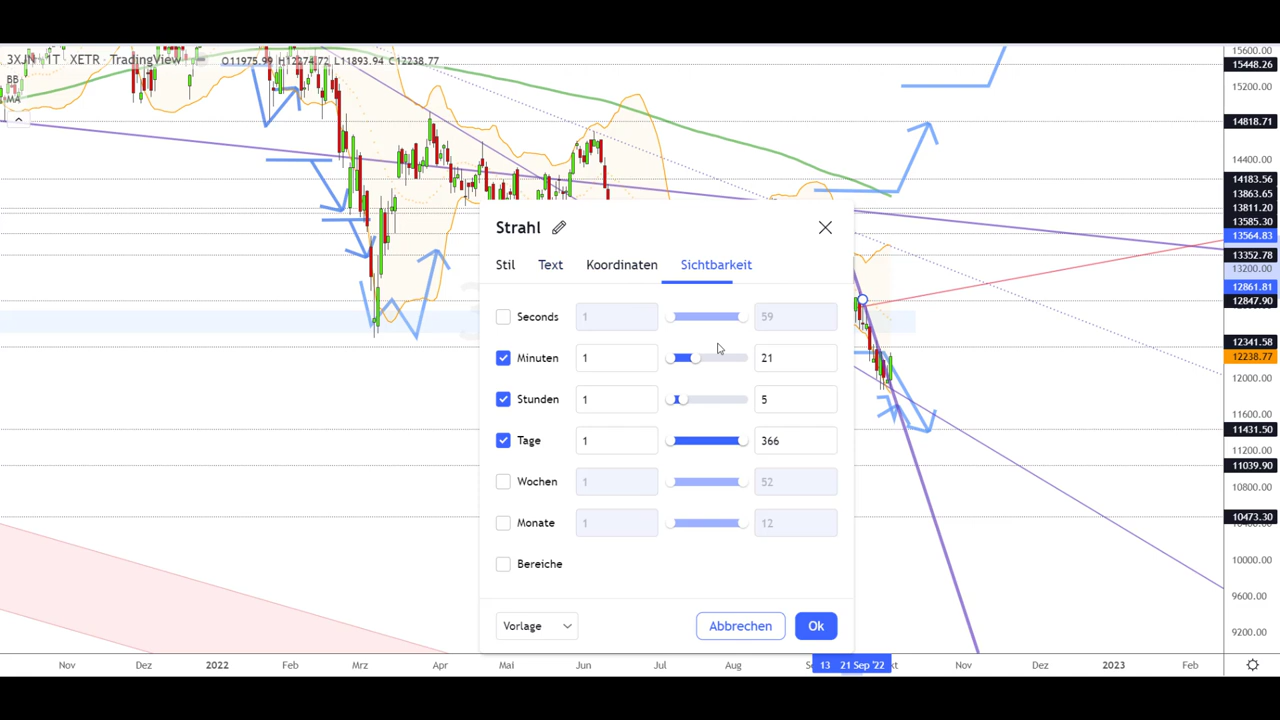 3XJN · 1T · XETR · TradingView
O11975.99 H12274.72 L11893.94 C12238.77
BB
MA
15600.00
15448.26
15200.00
14818.71
14400.00
14183.56
13863.65
13811.20
13585.30
13564.83
13352.78
13200.00
12861.81
12847.90
12341.58
12238.77
12000.00
11600.00
11431.50
11200.00
11039.90
10800.00
10473.30
10000.00
9600.00
9200.00
Strahl
Stil Text Koordinaten Sichtbarkeit
Seconds 1 59
Minuten 1 21
Stunden 1 5
Tage 1 366
Wochen 1 52
Monate 1 12
Bereiche
Vorlage Abbrechen Ok
Nov Dez 2022 Feb Mrz Apr Mai Jun Jul Aug 13 21 Sep '22 Nov Dez 2023 Feb